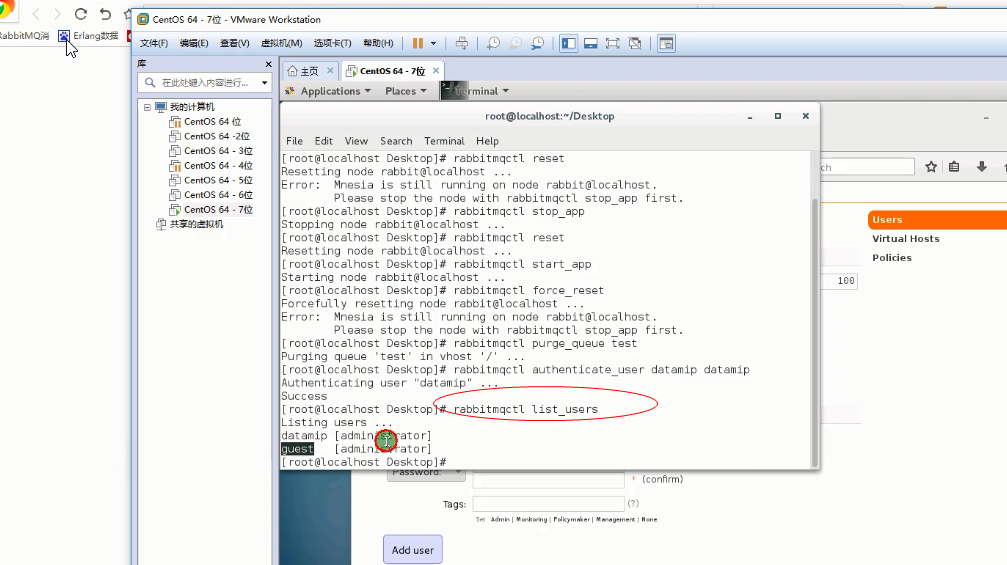 CentOS 64 - 7位 - VMware Workstation
RabbitMQ消
Erlang数据
文件(F) 编辑(E) 查看(V) 虚拟机(M) 选项卡(T) 帮助(H)
库
在此处键入内容进行...
我的计算机
CentOS 64 位
CentOS 64 -2位
CentOS 64 - 3位
CentOS 64 - 4位
CentOS 64 - 5位
CentOS 64 - 6位
CentOS 64 - 7位
共享的虚拟机
主页 CentOS 64 - 7位
Applications Places Terminal
root@localhost:~/Desktop
File Edit View Search Terminal Help
[root@localhost Desktop]# rabbitmqctl reset
Resetting node rabbit@localhost ...
Error: Mnesia is still running on node rabbit@localhost.
Please stop the node with rabbitmqctl stop_app first.
[root@localhost Desktop]# rabbitmqctl stop_app
Stopping node rabbit@localhost ...
[root@localhost Desktop]# rabbitmqctl reset
Resetting node rabbit@localhost ...
[root@localhost Desktop]# rabbitmqctl start_app
Starting node rabbit@localhost ...
[root@localhost Desktop]# rabbitmqctl force_reset
Forcefully resetting node rabbit@localhost ...
Error: Mnesia is still running on node rabbit@localhost.
Please stop the node with rabbitmqctl stop_app first.
[root@localhost Desktop]# rabbitmqctl purge_queue test
Purging queue 'test' in vhost '/' ...
[root@localhost Desktop]# rabbitmqctl authenticate_user datamip datamip
Authenticating user "datamip" ...
Success
[root@localhost Desktop]# rabbitmqctl list_users
Listing users ...
datamip [administrator]
guest [administrator]
[root@localhost Desktop]#
ch
Users
Virtual Hosts
Policies
100
Password:
* (confirm)
Tags: (?)
Set Admin | Monitoring | Policymaker | Management | None
Add user